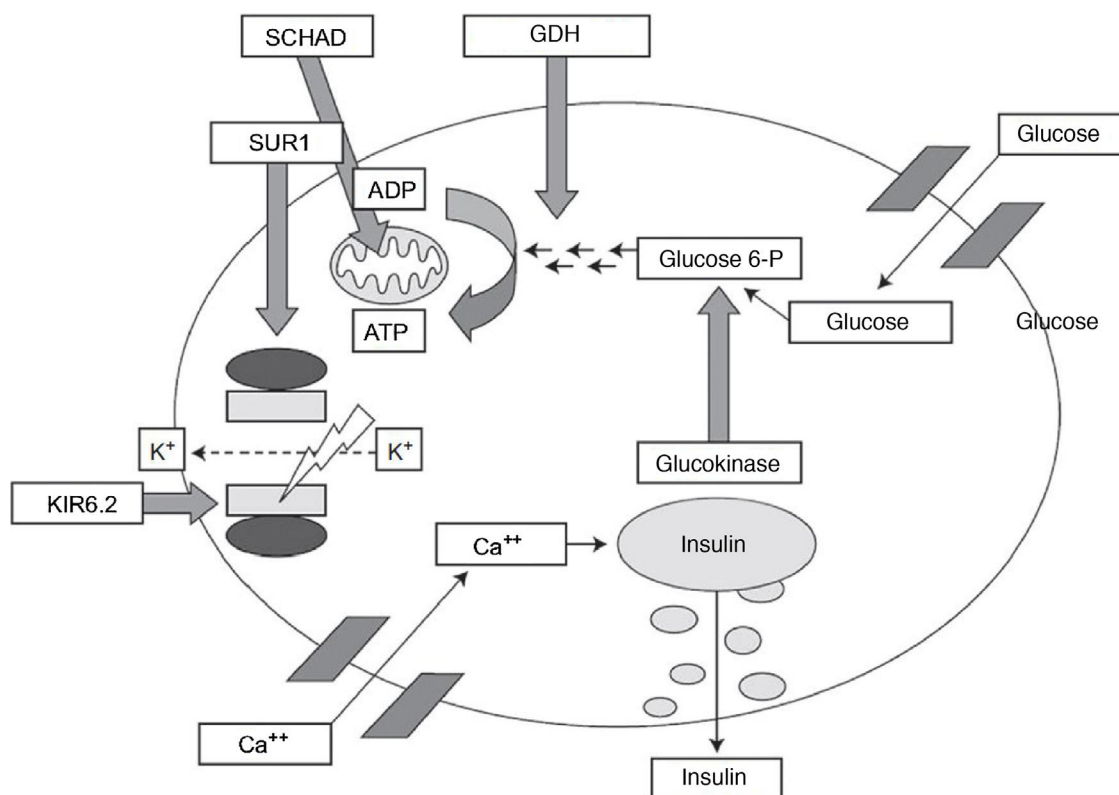 SCHAD
GDH
SUR1
Glucose
ADP
Glucose 6-P
ATP
Glucose
Glucose
K⁺
K⁺
Glucokinase
KIR6.2
Ca⁺⁺
Insulin
Ca⁺⁺
Insulin